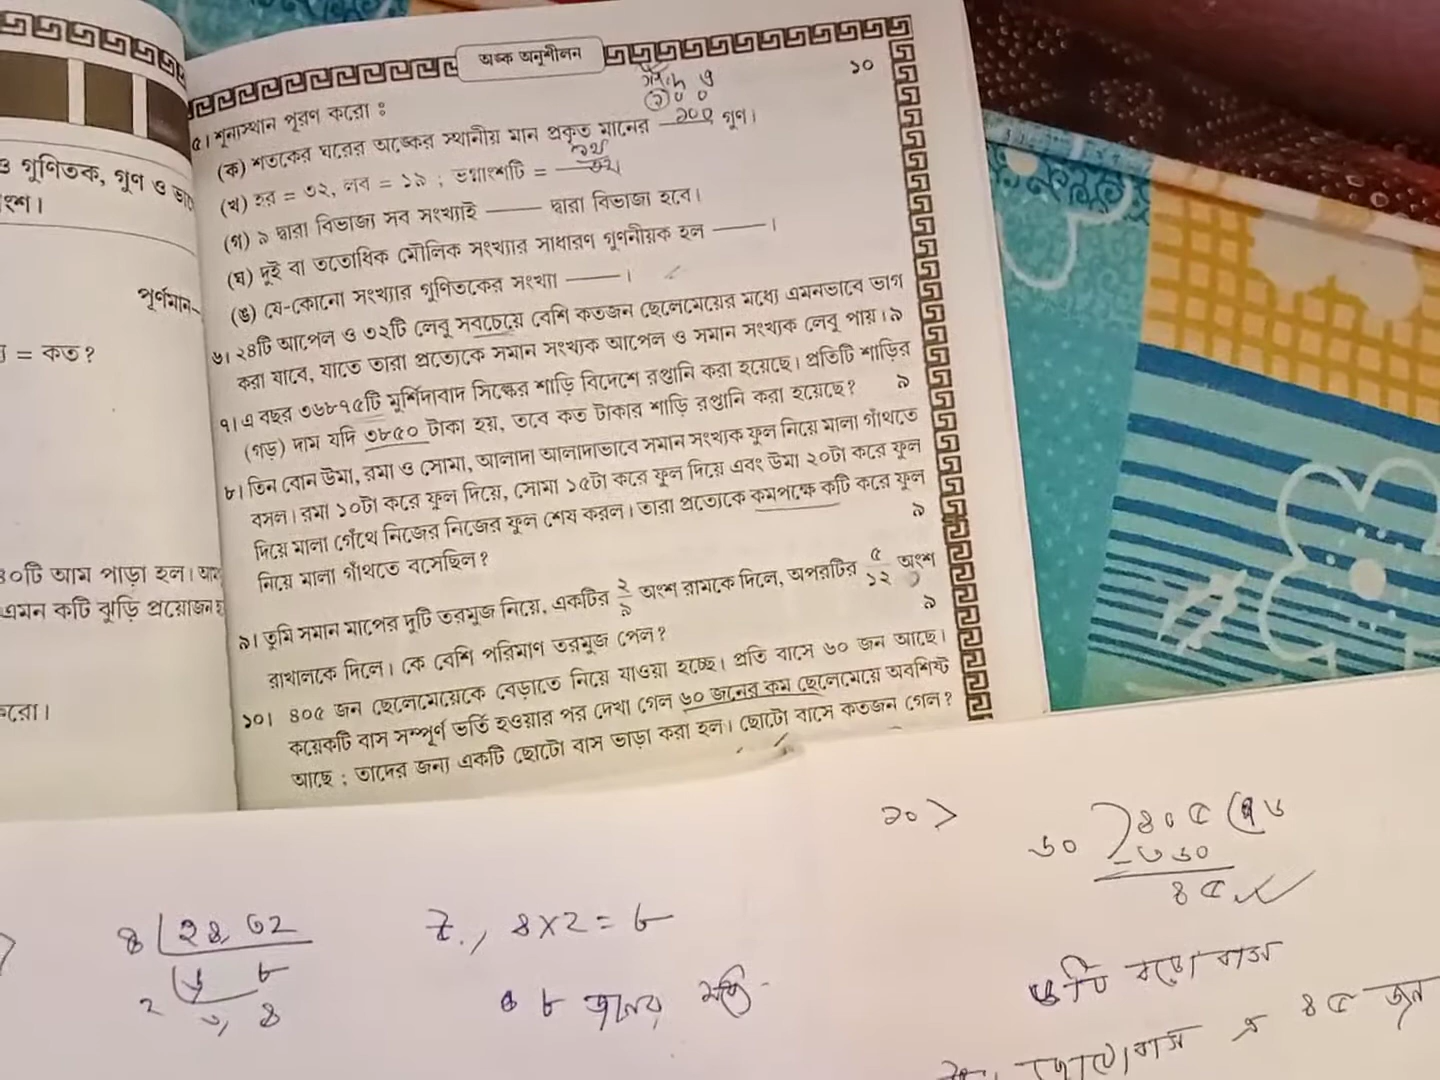 অঙ্ক অনুশীলন
৫। শূন্যস্থান পূরণ করো ঃ
১০
(ক) শতকের ঘরের অঙ্কের স্থানীয় মান প্রকৃত মানের ১০০ গুণ।
(খ) হর = ৩২, লব = ১৯ ; ভগ্নাংশটি =
(গ) ৯ দ্বারা বিভাজ্য সব সংখ্যাই —— দ্বারা বিভাজ্য হবে।
(ঘ) দুই বা ততোধিক মৌলিক সংখ্যার সাধারণ গুণনীয়ক হল ——।
(ঙ) যে-কোনো সংখ্যার গুণিতকের সংখ্যা ——।
৬। ২৪টি আপেল ও ৩২টি লেবু সবচেয়ে বেশি কতজন ছেলেমেয়ের মধ্যে এমনভাবে ভাগ
করা যাবে, যাতে তারা প্রত্যেকে সমান সংখ্যক আপেল ও সমান সংখ্যক লেবু পায়। ৯
৭। এ বছর ৩৬৮৭৫টি মুর্শিদাবাদ সিল্কের শাড়ি বিদেশে রপ্তানি করা হয়েছে। প্রতিটি শাড়ির
(গড়) দাম যদি ৩৮৫০ টাকা হয়, তবে কত টাকার শাড়ি রপ্তানি করা হয়েছে? ৯
৮। তিন বোন উমা, রমা ও সোমা, আলাদা আলাদাভাবে সমান সংখ্যক ফুল নিয়ে মালা গাঁথতে
বসল। রমা ১০টা করে ফুল দিয়ে, সোমা ১৫টা করে ফুল দিয়ে এবং উমা ২০টা করে ফুল
দিয়ে মালা গেঁথে নিজের নিজের ফুল শেষ করল। তারা প্রত্যেকে কমপক্ষে কটি করে ফুল
নিয়ে মালা গাঁথতে বসেছিল? ৯
৯। তুমি সমান মাপের দুটি তরমুজ নিয়ে, একটির ২/৯ অংশ রামকে দিলে, অপরটির ৫/১২ অংশ
রাখালকে দিলে। কে বেশি পরিমাণ তরমুজ পেল? ৯
১০। ৪০৫ জন ছেলেমেয়েকে বেড়াতে নিয়ে যাওয়া হচ্ছে। প্রতি বাসে ৬০ জন আছে।
কয়েকটি বাস সম্পূর্ণ ভর্তি হওয়ার পর দেখা গেল ৬০ জনের কম ছেলেমেয়ে অবশিষ্ট
আছে ; তাদের জন্য একটি ছোটো বাস ভাড়া করা হল। ছোটো বাসে কতজন গেল?
ও গুণিতক, গুণ ও
পূর্ণমান–
= কত?
৪০টি আম পাড়া হল।
এমন কটি ঝুড়ি প্রয়োজন
করো।
৪ ২৪, ৩২
৬ ৮
২
৩, ৪
৪×২ = ৮
৮ জনের মধ্যে
১০>
৬০ ) ৪০৫ ( ৬
- ৩৬০
৪৫
৬টি বড়ো বাস
ছোটোবাস এ ৪৫ জন